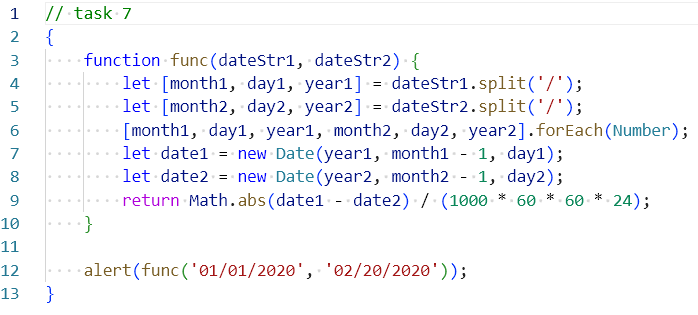 1 // task 7
2 {
3     function func(dateStr1, dateStr2) {
4         let [month1, day1, year1] = dateStr1.split('/');
5         let [month2, day2, year2] = dateStr2.split('/');
6         [month1, day1, year1, month2, day2, year2].forEach(Number);
7         let date1 = new Date(year1, month1 - 1, day1);
8         let date2 = new Date(year2, month2 - 1, day2);
9         return Math.abs(date1 - date2) / (1000 * 60 * 60 * 24);
10     }
11
12     alert(func('01/01/2020', '02/20/2020'));
13 }